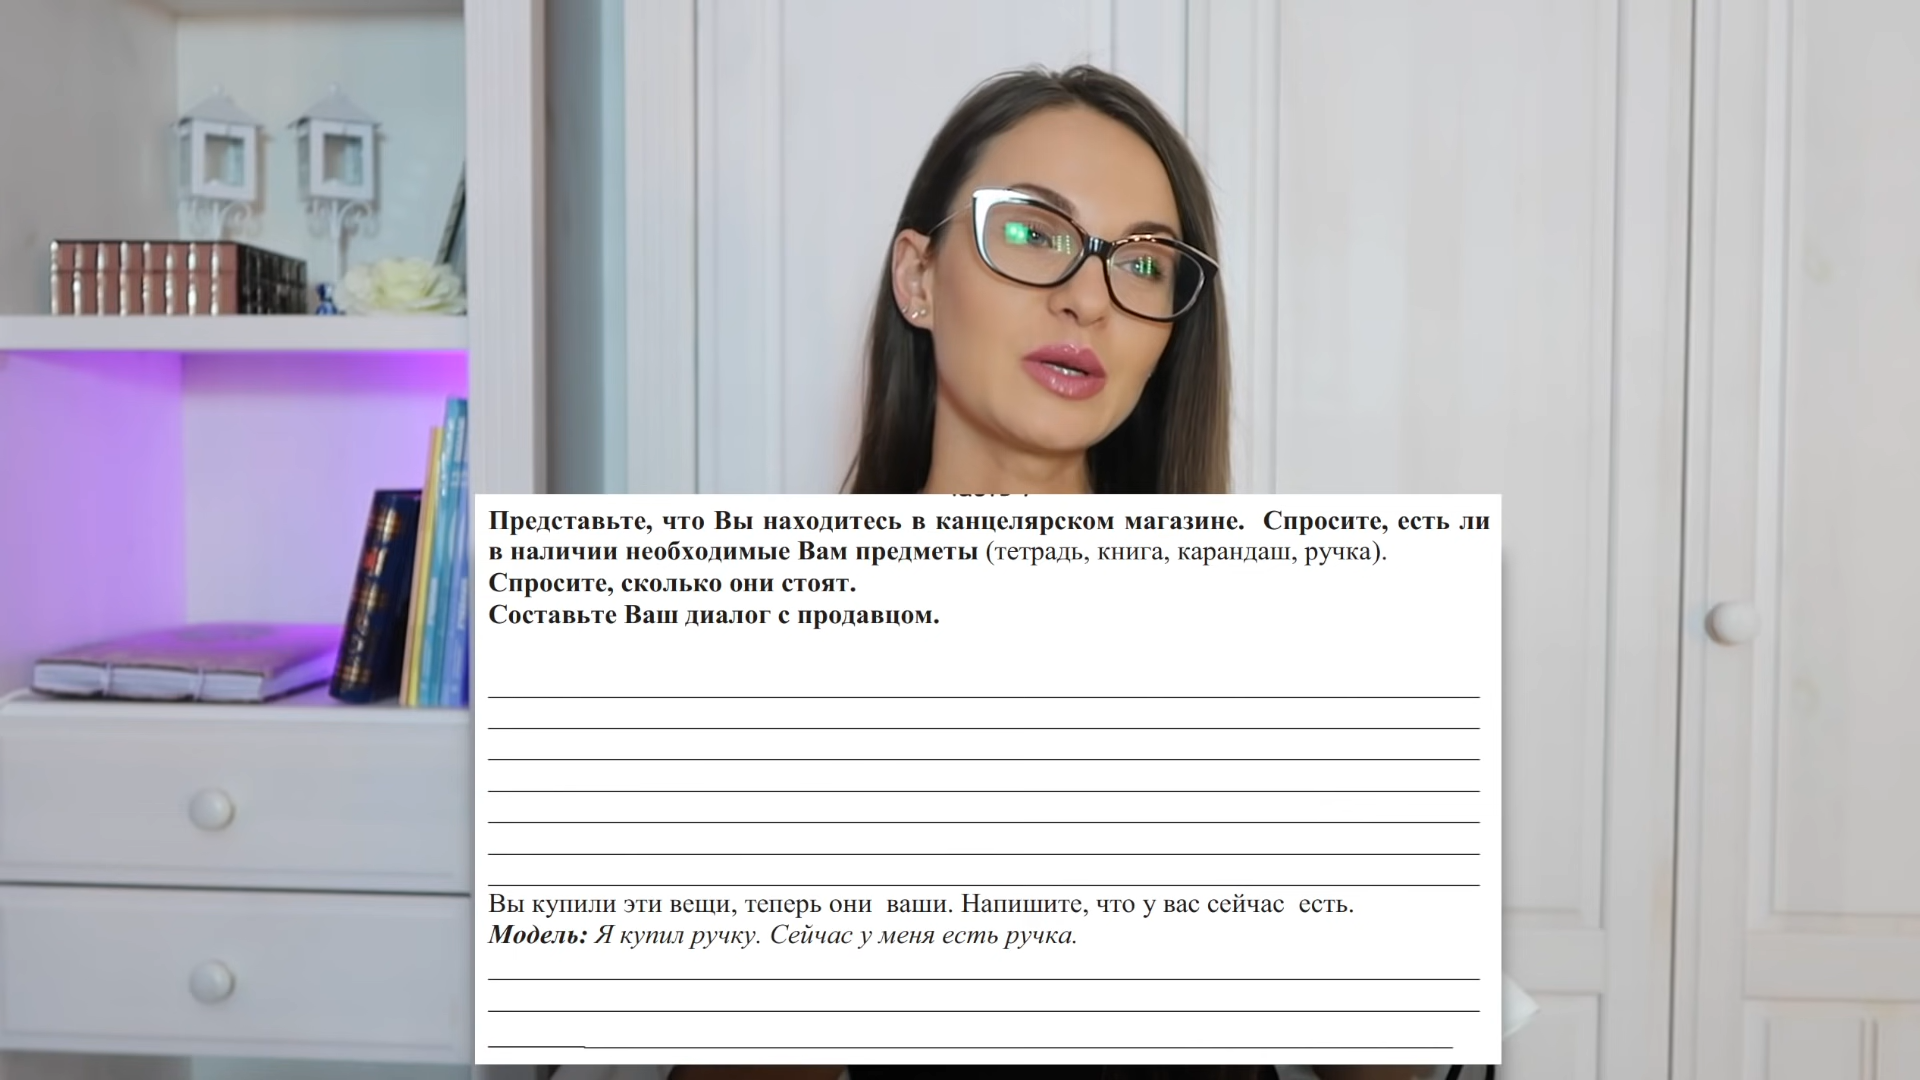 Представьте, что Вы находитесь в канцелярском магазине. Спросите, есть ли
в наличии необходимые Вам предметы (тетрадь, книга, карандаш, ручка).
Спросите, сколько они стоят.
Составьте Ваш диалог с продавцом.
Вы купили эти вещи, теперь они ваши. Напишите, что у вас сейчас есть.
Модель: Я купил ручку. Сейчас у меня есть ручка.